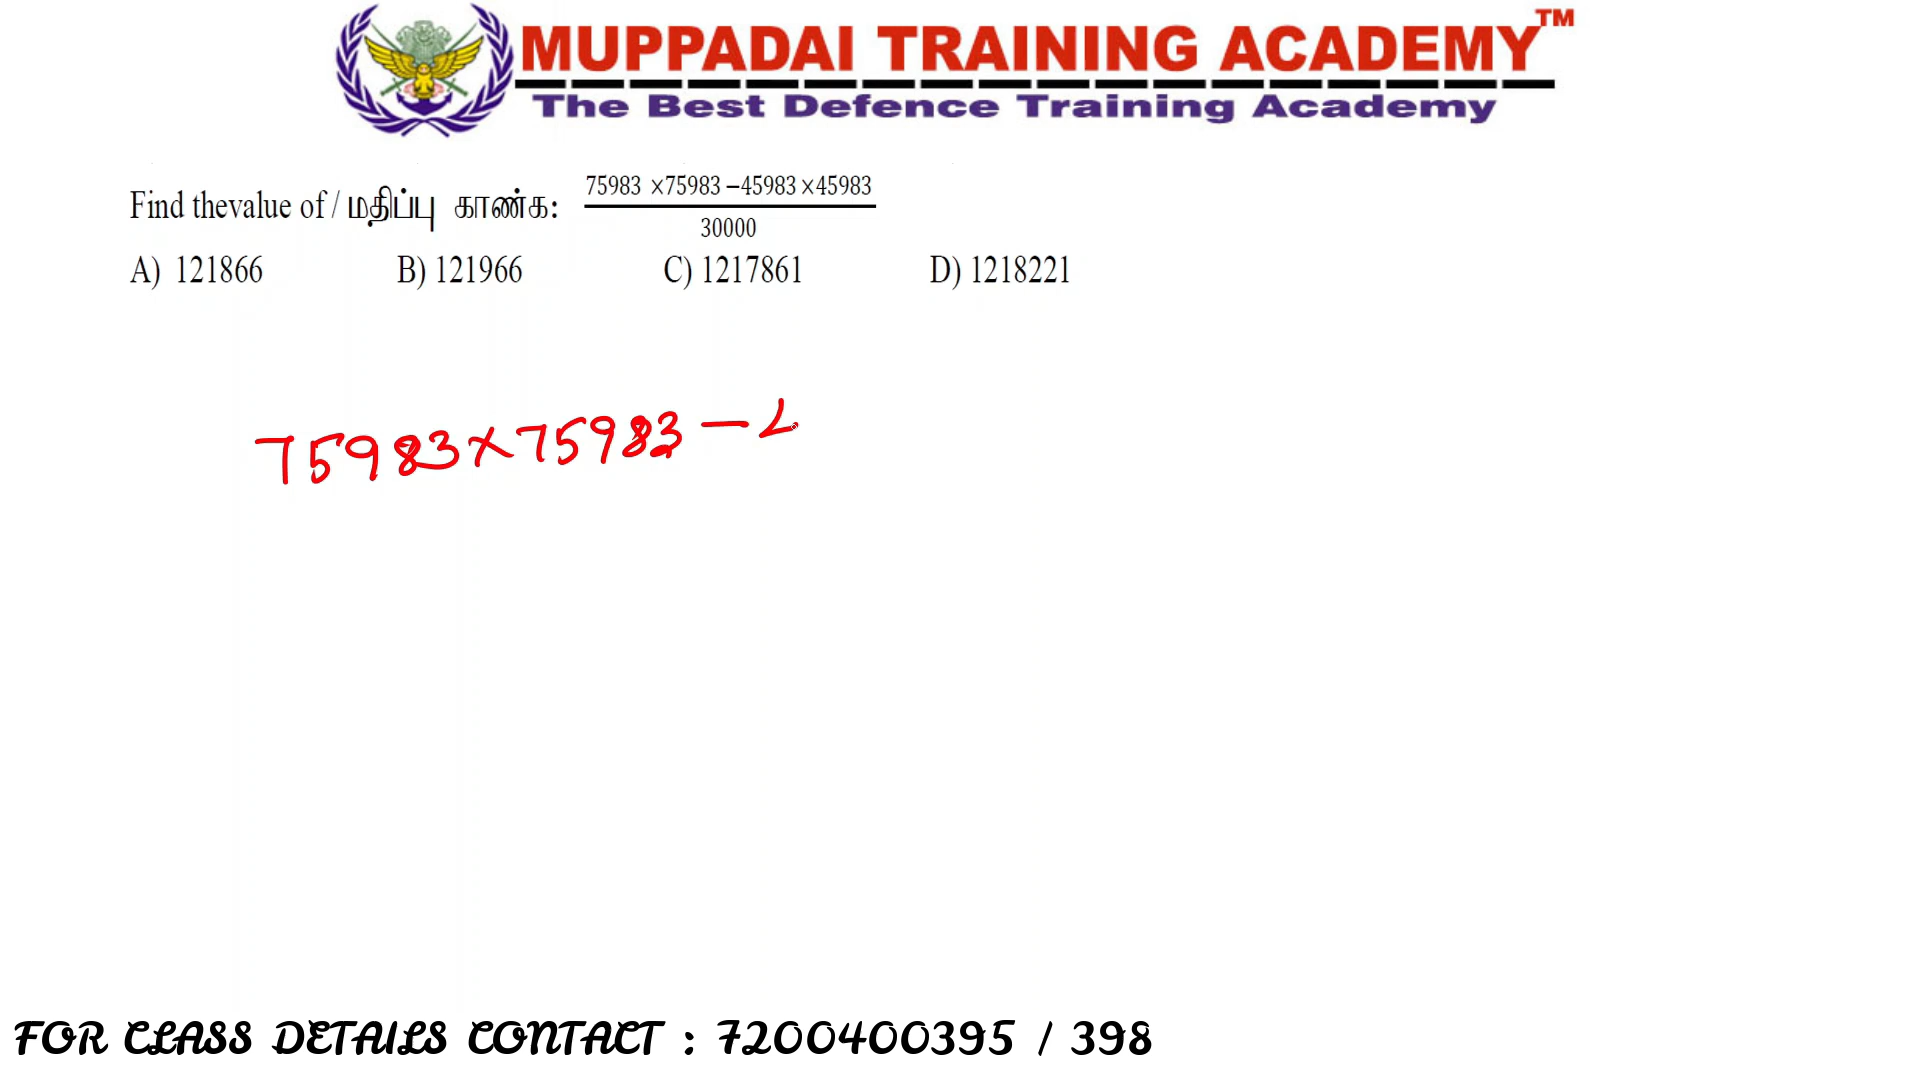 MUPPADAI TRAINING ACADEMY™
The Best Defence Training Academy
Find thevalue of / மதிப்பு காண்க: 75983 ×75983 −45983 ×45983
30000
A) 121866 B) 121966 C) 1217861 D) 1218221
75983×75983 − 4
FOR CLASS DETAILS CONTACT : 7200400395 / 398